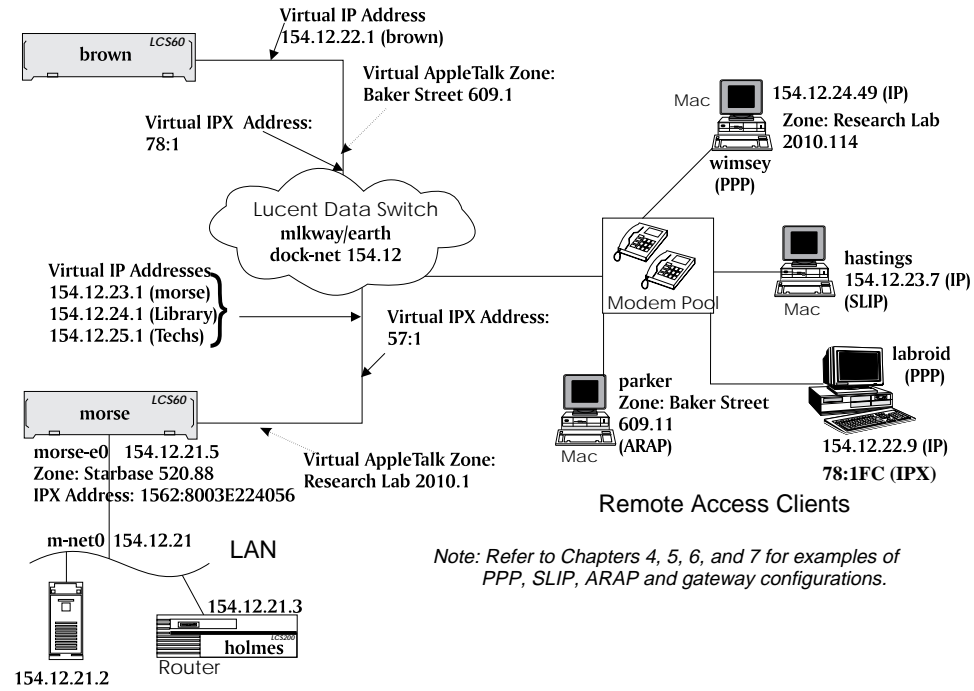 Virtual IP Address
154.12.22.1 (brown)
LCS60
brown
Virtual AppleTalk Zone:
Baker Street 609.1
Virtual IPX Address:
78:1
Mac
154.12.24.49 (IP)
Zone: Research Lab
2010.114
wimsey
(PPP)
Lucent Data Switch
mlkway/earth
dock-net 154.12
Modem Pool
hastings
154.12.23.7 (IP)
(SLIP)
Mac
Virtual IP Addresses
154.12.23.1 (morse)
154.12.24.1 (Library)
154.12.25.1 (Techs)
Virtual IPX Address:
57:1
labroid
(PPP)
154.12.22.9 (IP)
78:1FC (IPX)
parker
Zone: Baker Street
609.11
(ARAP)
Mac
LCS60
morse
morse-e0 154.12.21.5
Zone: Starbase 520.88
IPX Address: 1562:8003E224056
Virtual AppleTalk Zone:
Research Lab 2010.1
Remote Access Clients
m-net0 154.12.21
LAN
Note: Refer to Chapters 4, 5, 6, and 7 for examples of
PPP, SLIP, ARAP and gateway configurations.
154.12.21.3
LCS200
holmes
Router
154.12.21.2